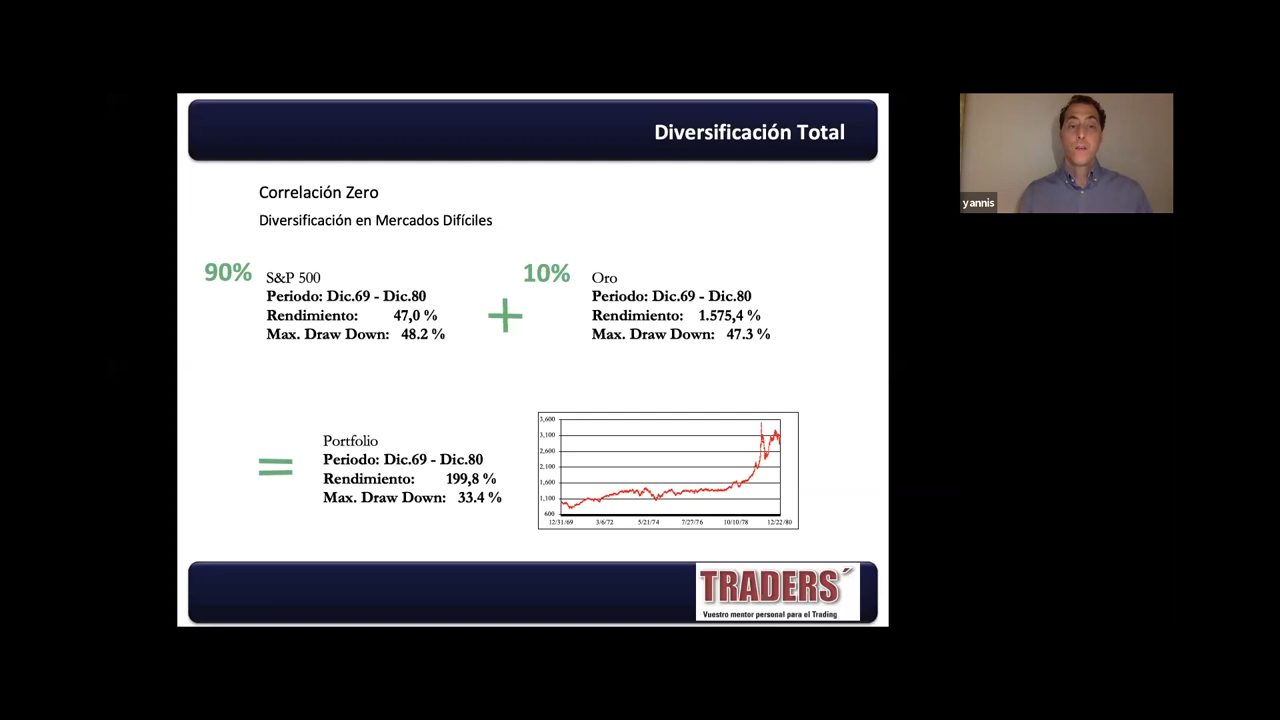 Diversificación Total
Correlación Zero
Diversificación en Mercados Difíciles
90%
S&P 500
Periodo: Dic.69 - Dic.80
Rendimiento: 47,0 %
Max. Draw Down: 48.2 %
+
10%
Oro
Periodo: Dic.69 - Dic.80
Rendimiento: 1.575,4 %
Max. Draw Down: 47.3 %
=
Portfolio
Periodo: Dic.69 - Dic.80
Rendimiento: 199,8 %
Max. Draw Down: 33.4 %
3,600
3,100
2,600
2,100
1,600
1,100
600
12/31/69 3/6/72 5/21/74 7/27/76 10/10/78 12/22/80
TRADERS´
Vuestro mentor personal para el Trading
yannis